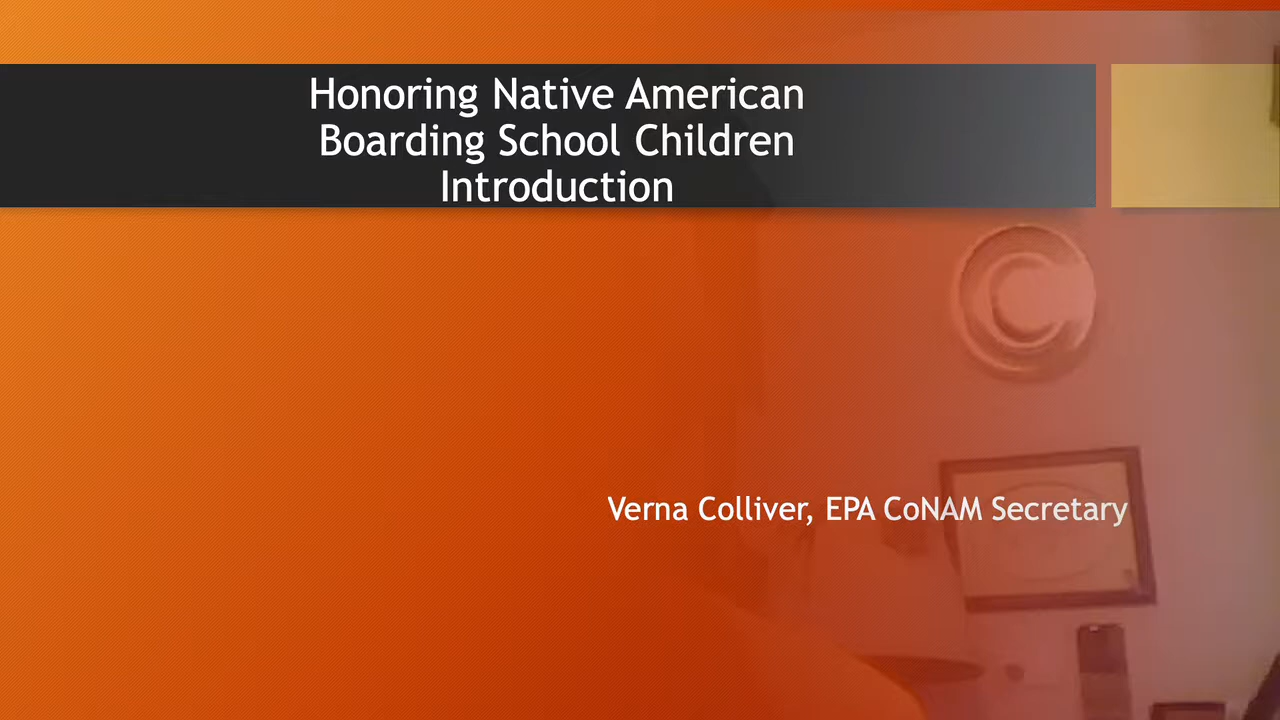 Honoring Native American
Boarding School Children
Introduction
Verna Colliver, EPA CoNAM Secretary